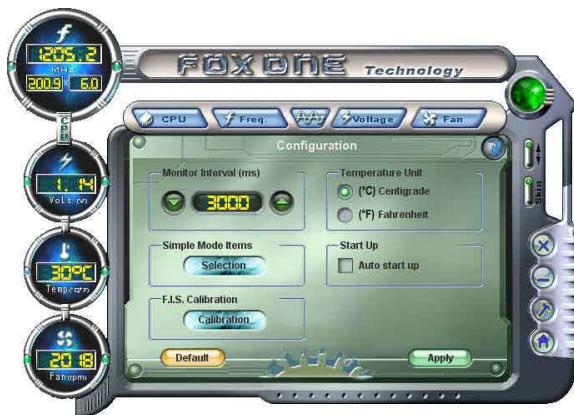 1205.2
MHz
200.9 x 6.0
CPU
1.14
Volt (V)
30°C
Temp(°C/°F)
2018
Fan(rpm)
FOX ONE Technology
CPU
Freq.
Voltage
Fan
Configuration
Monitor Interval (ms)
3000
Temperature Unit
(°C) Centigrade
(°F) Fahrenheit
Simple Mode Items
Selection
Start Up
Auto start up
F.I.S. Calibration
Calibration
Default
Apply
Skin